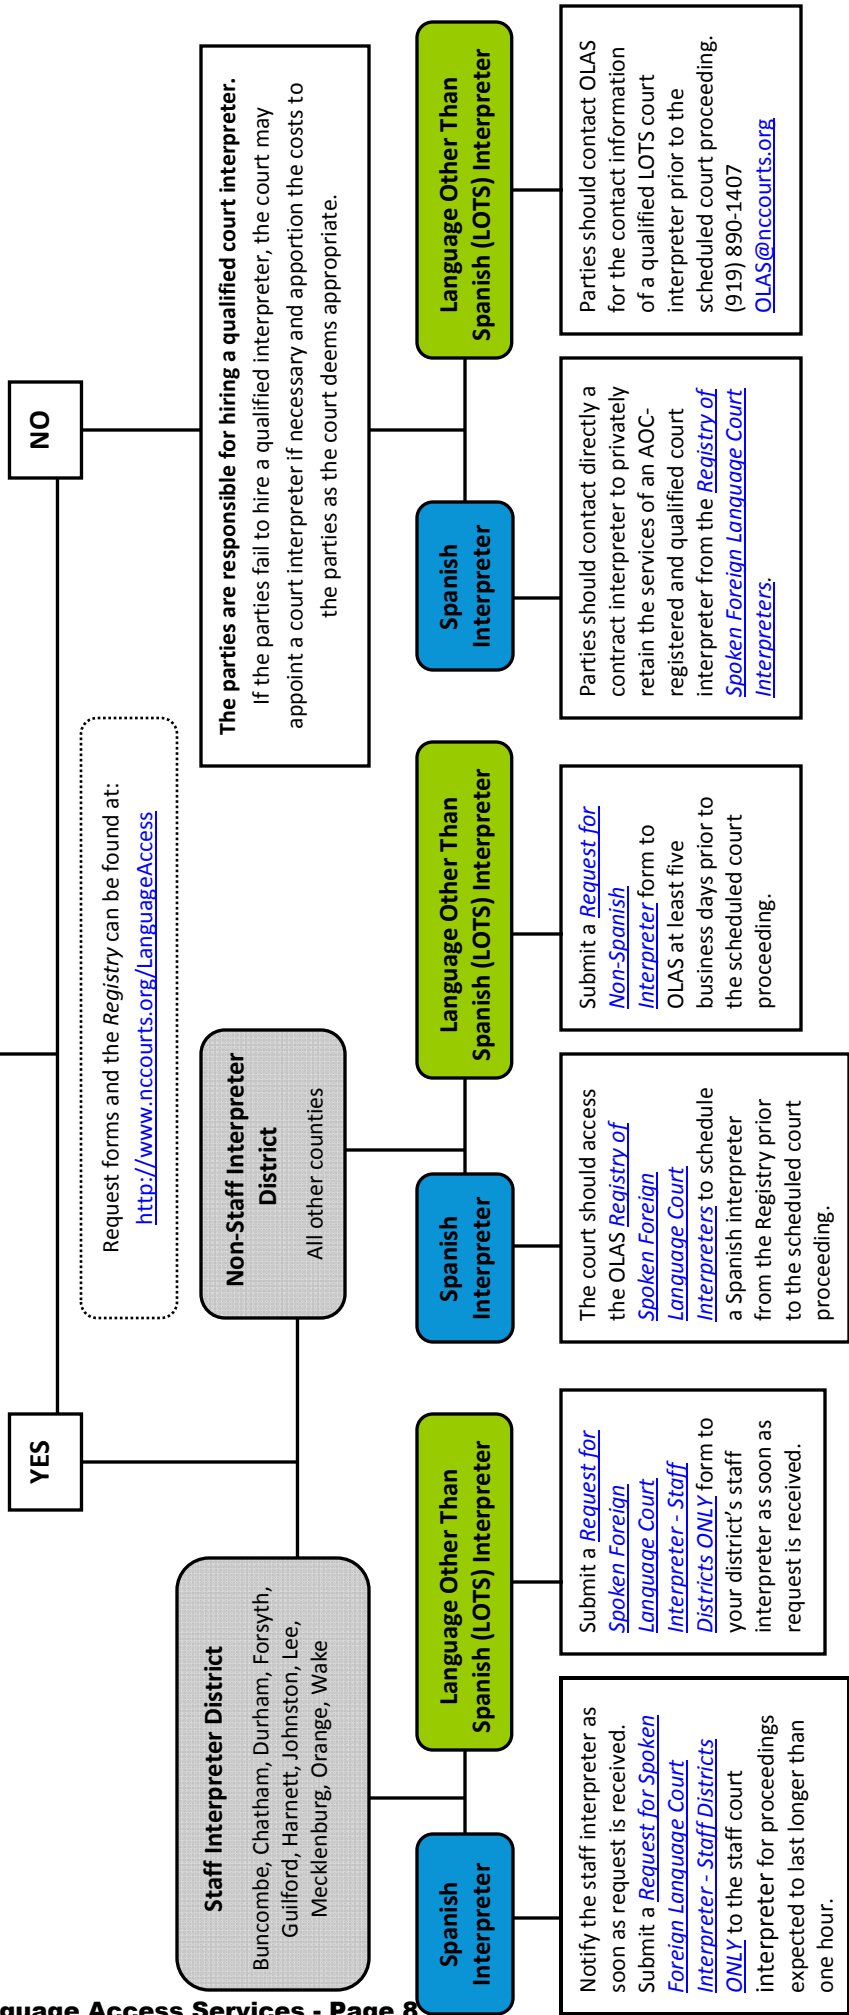 YES
NO
Request forms and the Registry can be found at:
http://www.nccourts.org/LanguageAccess
Staff Interpreter District
Buncombe, Chatham, Durham, Forsyth,
Guilford, Harnett, Johnston, Lee,
Mecklenburg, Orange, Wake
Non-Staff Interpreter
District
All other counties
The parties are responsible for hiring a qualified court interpreter.
If the parties fail to hire a qualified interpreter, the court may
appoint a court interpreter if necessary and apportion the costs to
the parties as the court deems appropriate.
Spanish
Interpreter
Language Other Than
Spanish (LOTS) Interpreter
Spanish
Interpreter
Language Other Than
Spanish (LOTS) Interpreter
Spanish
Interpreter
Language Other Than
Spanish (LOTS) Interpreter
Notify the staff interpreter as
soon as request is received.
Submit a Request for Spoken
Foreign Language Court
Interpreter - Staff Districts
ONLY to the staff court
interpreter for proceedings
expected to last longer than
one hour.
Submit a Request for
Spoken Foreign
Language Court
Interpreter - Staff
Districts ONLY form to
your district's staff
interpreter as soon as
request is received.
The court should access
the OLAS Registry of
Spoken Foreign
Language Court
Interpreters to schedule
a Spanish interpreter
from the Registry prior
to the scheduled court
proceeding.
Submit a Request for
Non-Spanish
Interpreter form to
OLAS at least five
business days prior to
the scheduled court
proceeding.
Parties should contact directly a
contract interpreter to privately
retain the services of an AOC-
registered and qualified court
interpreter from the Registry of
Spoken Foreign Language Court
Interpreters.
Parties should contact OLAS
for the contact information
of a qualified LOTS court
interpreter prior to the
scheduled court proceeding.
(919) 890-1407
OLAS@nccourts.org
guage Access Services - Page 8